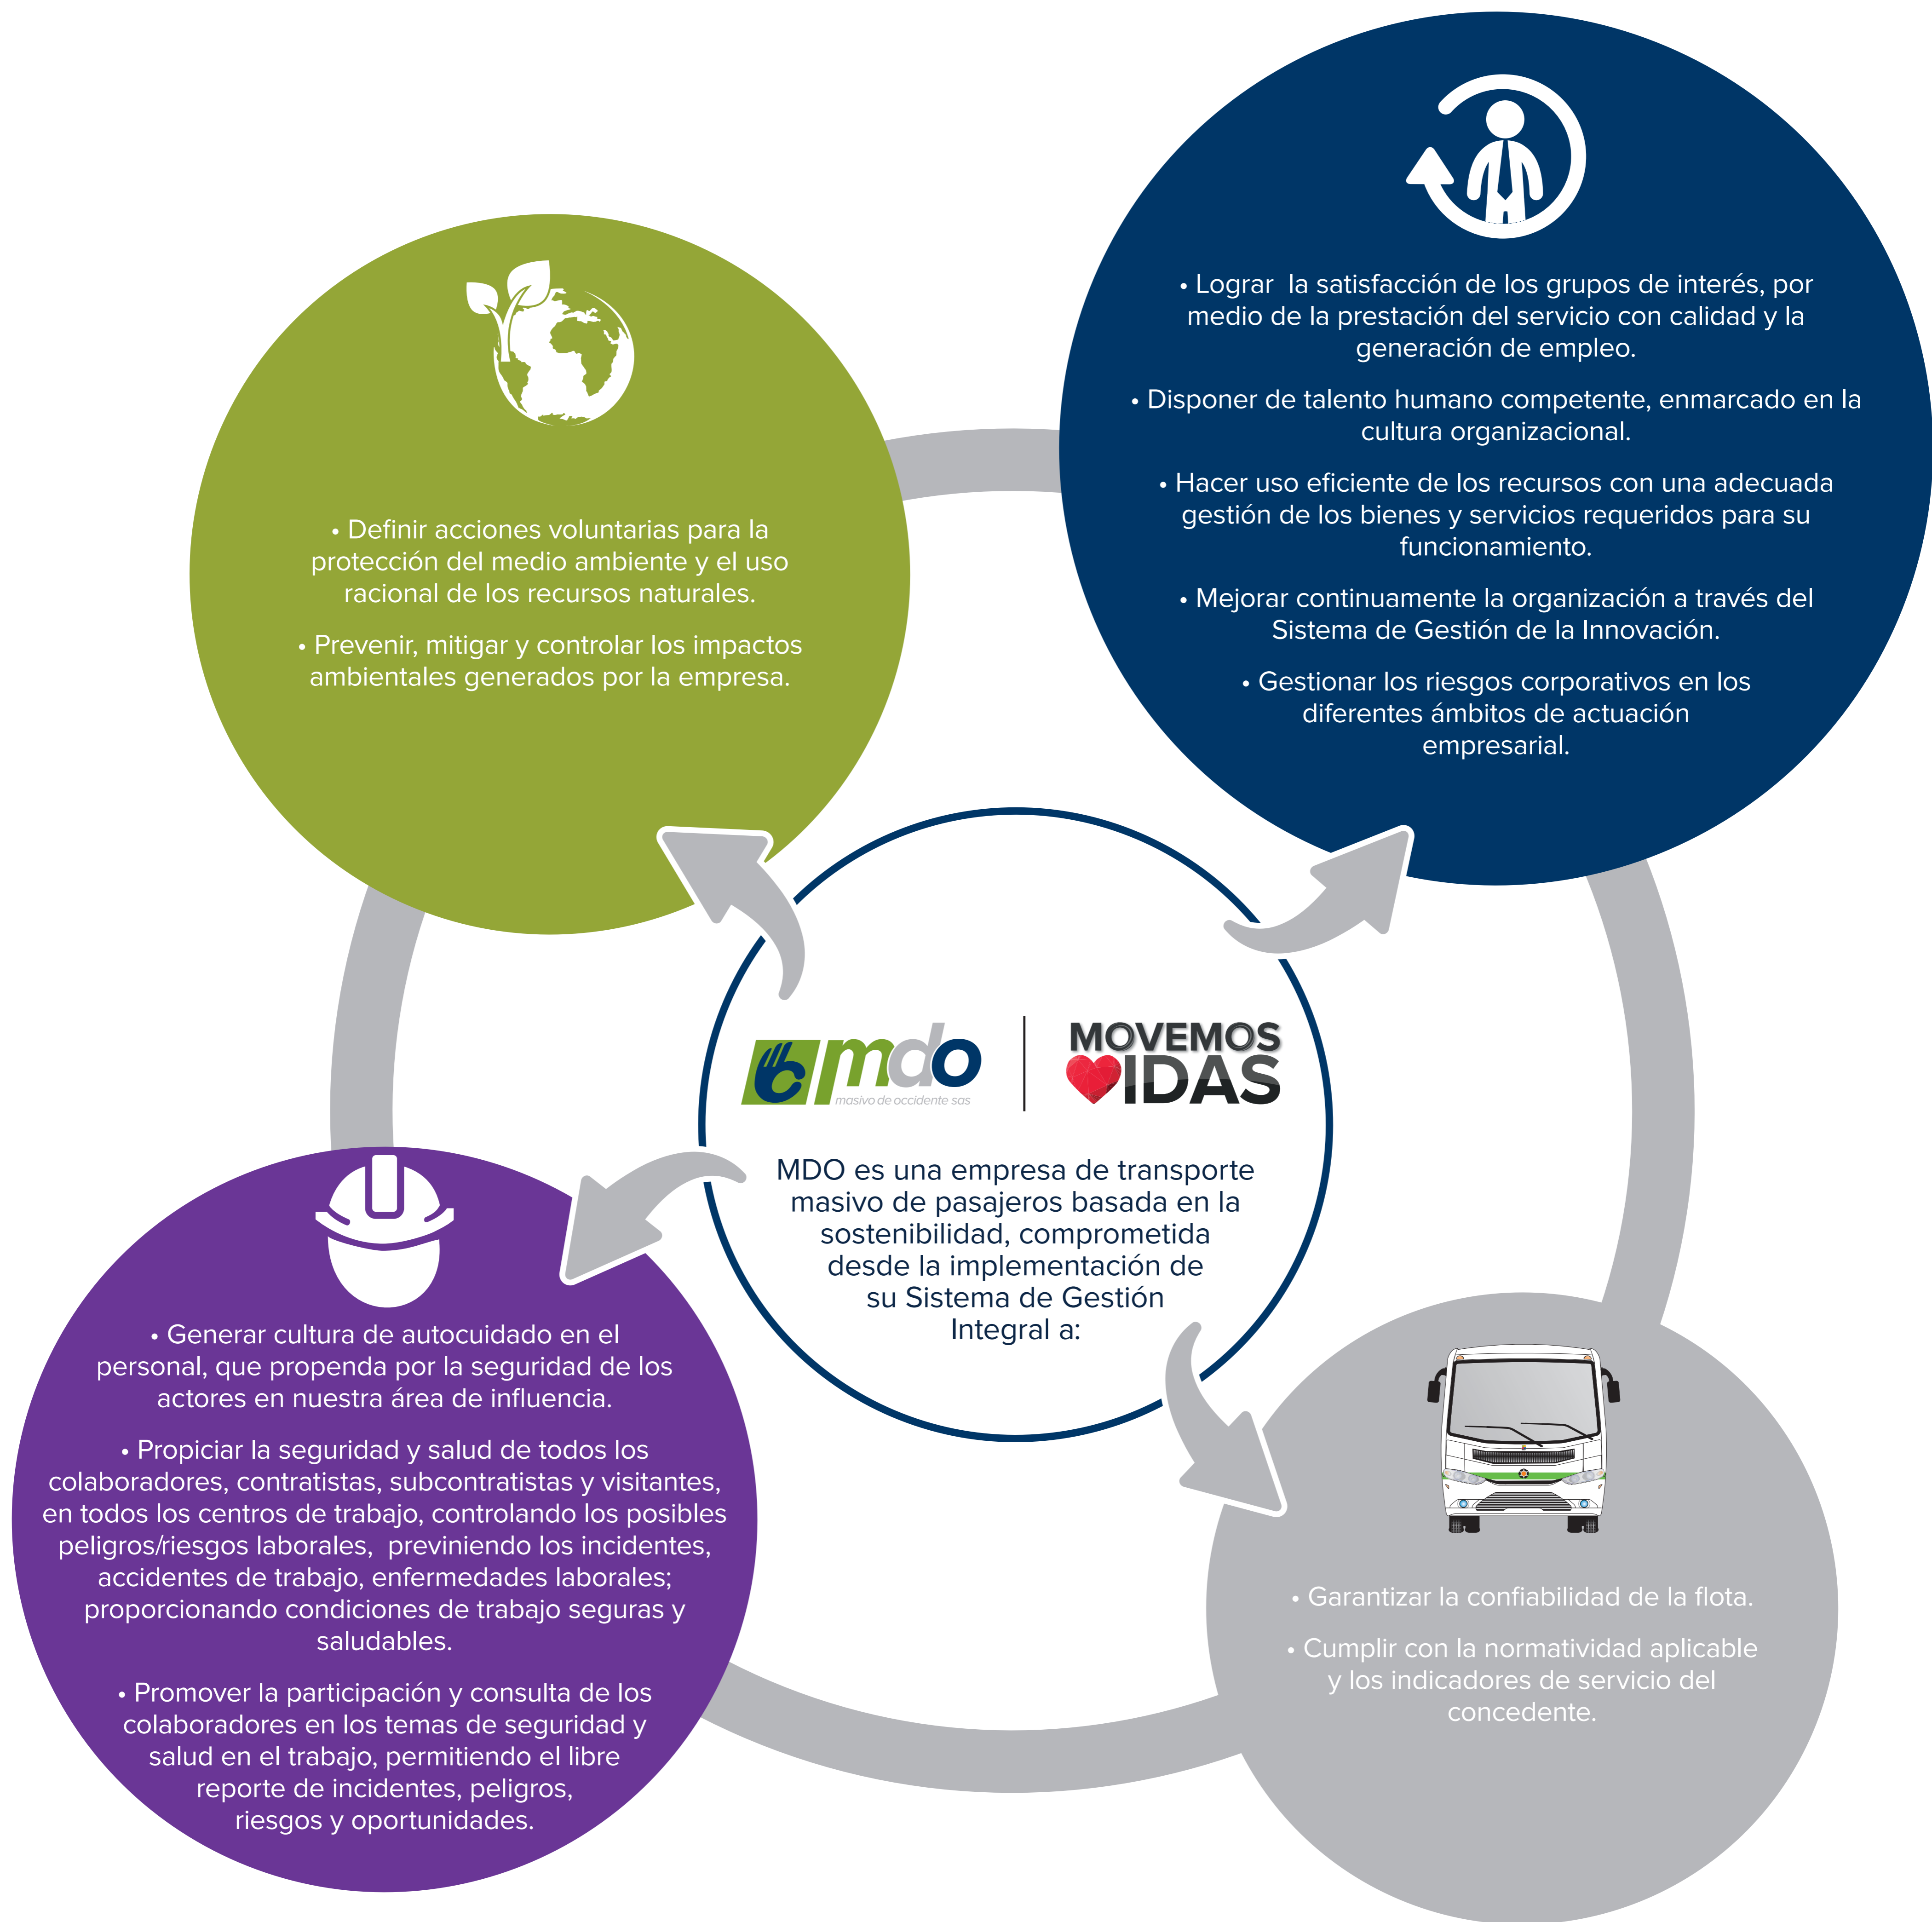 • Lograr  la satisfacción de los grupos de interés, por
medio de la prestación del servicio con calidad y la
generación de empleo.
• Disponer de talento humano competente, enmarcado en la
cultura organizacional.
• Hacer uso eficiente de los recursos con una adecuada
gestión de los bienes y servicios requeridos para su
funcionamiento.
• Mejorar continuamente la organización a través del
Sistema de Gestión de la Innovación.
• Gestionar los riesgos corporativos en los
diferentes ámbitos de actuación
empresarial.
• Definir acciones voluntarias para la
protección del medio ambiente y el uso
racional de los recursos naturales.
• Prevenir, mitigar y controlar los impactos
ambientales generados por la empresa.
mdo
masivo de occidente sas
MOVEMOS
VIDAS
MDO es una empresa de transporte
masivo de pasajeros basada en la
sostenibilidad, comprometida
desde la implementación de
su Sistema de Gestión
Integral a:
• Generar cultura de autocuidado en el
personal, que propenda por la seguridad de los
actores en nuestra área de influencia.
• Propiciar la seguridad y salud de todos los
colaboradores, contratistas, subcontratistas y visitantes,
en todos los centros de trabajo, controlando los posibles
peligros/riesgos laborales,  previniendo los incidentes,
accidentes de trabajo, enfermedades laborales;
proporcionando condiciones de trabajo seguras y
saludables.
• Promover la participación y consulta de los
colaboradores en los temas de seguridad y
salud en el trabajo, permitiendo el libre
reporte de incidentes, peligros,
riesgos y oportunidades.
• Garantizar la confiabilidad de la flota.
• Cumplir con la normatividad aplicable
y los indicadores de servicio del
concedente.